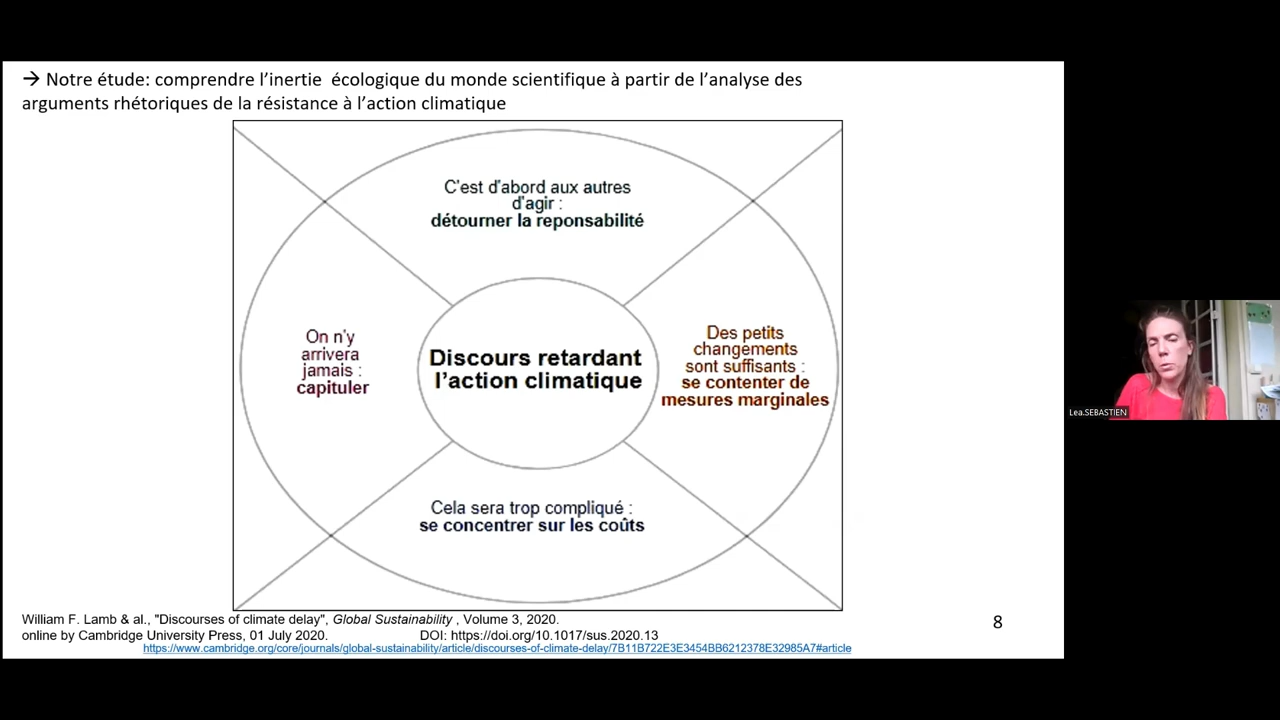 → Notre étude: comprendre l'inertie  écologique du monde scientifique à partir de l'analyse des
arguments rhétoriques de la résistance à l'action climatique
C'est d'abord aux autres
d'agir :
détourner la reponsabilité
On n'y
arrivera
jamais :
capituler
Discours retardant
l'action climatique
Des petits
changements
sont suffisants :
se contenter de
mesures marginales
Cela sera trop compliqué :
se concentrer sur les coûts
William F. Lamb & al., "Discourses of climate delay", Global Sustainability , Volume 3, 2020.
online by Cambridge University Press, 01 July 2020. DOI: https://doi.org/10.1017/sus.2020.13
https://www.cambridge.org/core/journals/global-sustainability/article/discourses-of-climate-delay/7B11B722E3E3454BB6212378E32985A7#article
8
Lea.SEBASTIEN